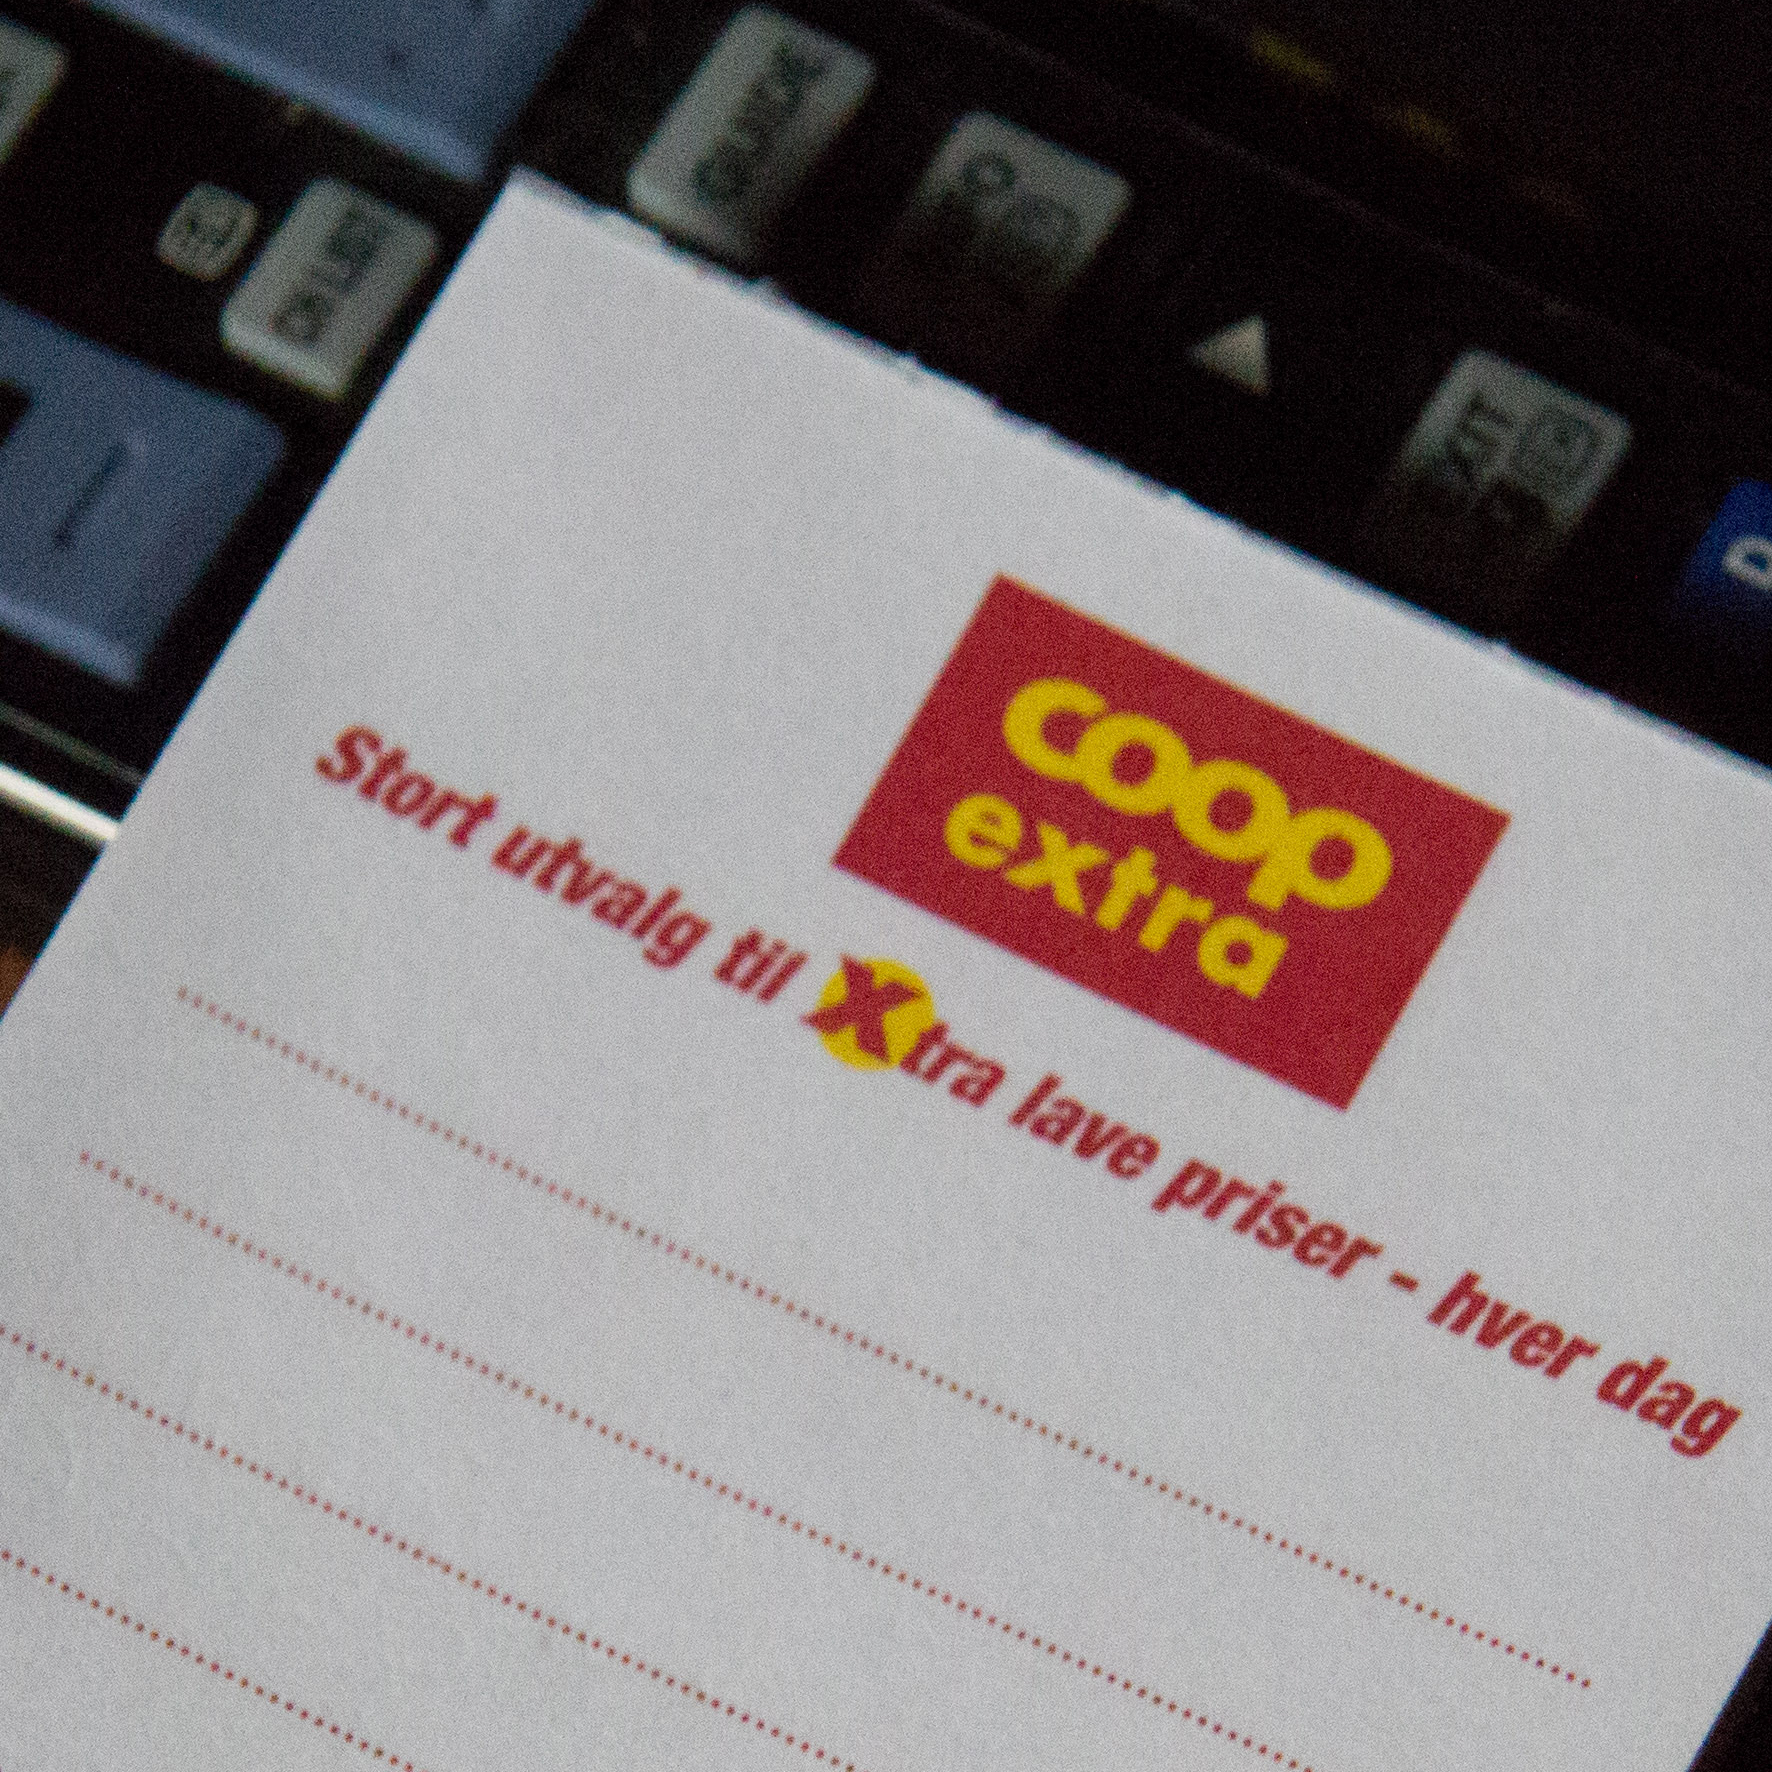 coop
extra
Stort utvalg til Xtra lave priser - hver dag